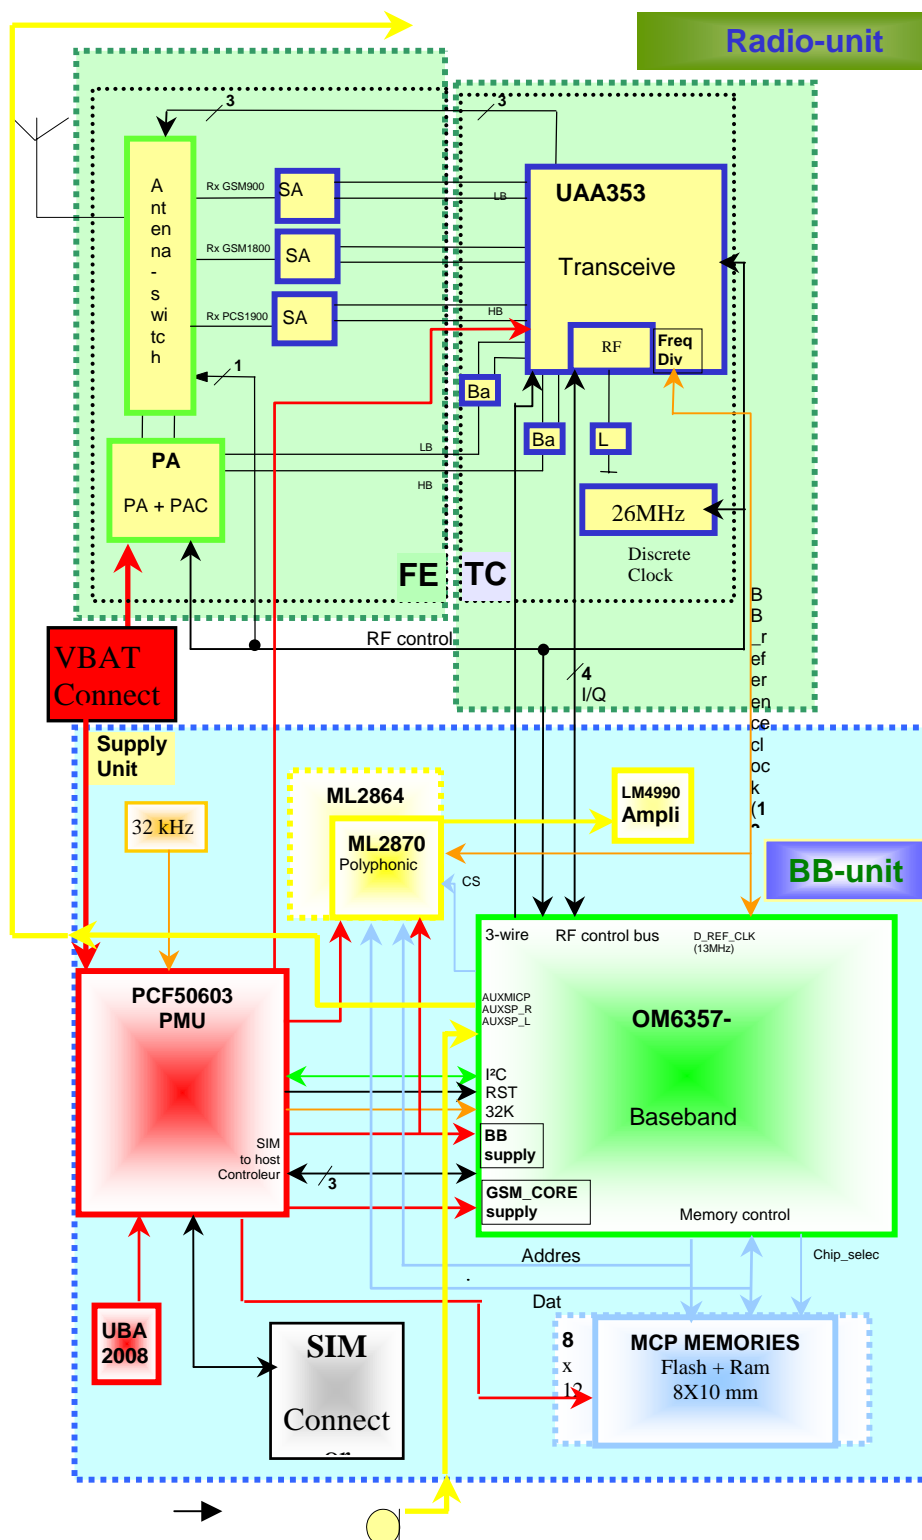 Radio-unit
3
3
A
nt
en
na
-
s
wi
tc
h
Rx GSM900
SA
LB
UAA353
Rx GSM1800
SA
Transceive
Rx PCS1900
SA
HB
RF
Freq
Div
1
Ba
Ba
L
PA
PA + PAC
LB
HB
26MHz
Discrete
Clock
FE
TC
RF control
VBAT
Connect
4
I/Q
B
B
_r
ef
er
en
ce
cl
oc
k
(1
Supply
Unit
ML2864
LM4990
Ampli
32 kHz
ML2870
Polyphonic
CS
BB-unit
3-wire
RF control bus
D_REF_CLK
(13MHz)
PCF50603
PMU
AUXMICP
AUXSP_R
AUXSP_L
OM6357-
I²C
RST
32K
Baseband
BB
supply
SIM
to host
Controleur
3
GSM_CORE
supply
Memory control
Addres
Chip_selec
.
Dat
UBA
2008
SIM
Connect
8
x
12
MCP MEMORIES
Flash + Ram
8X10 mm